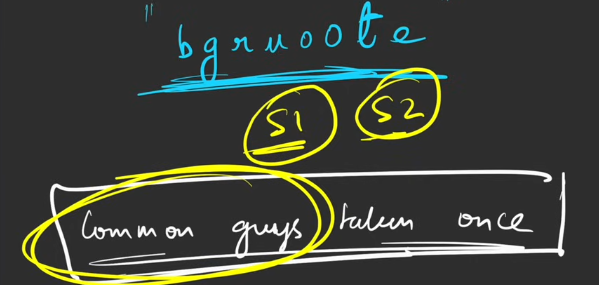 "bgruoote
S1 S2
Common guys taken once